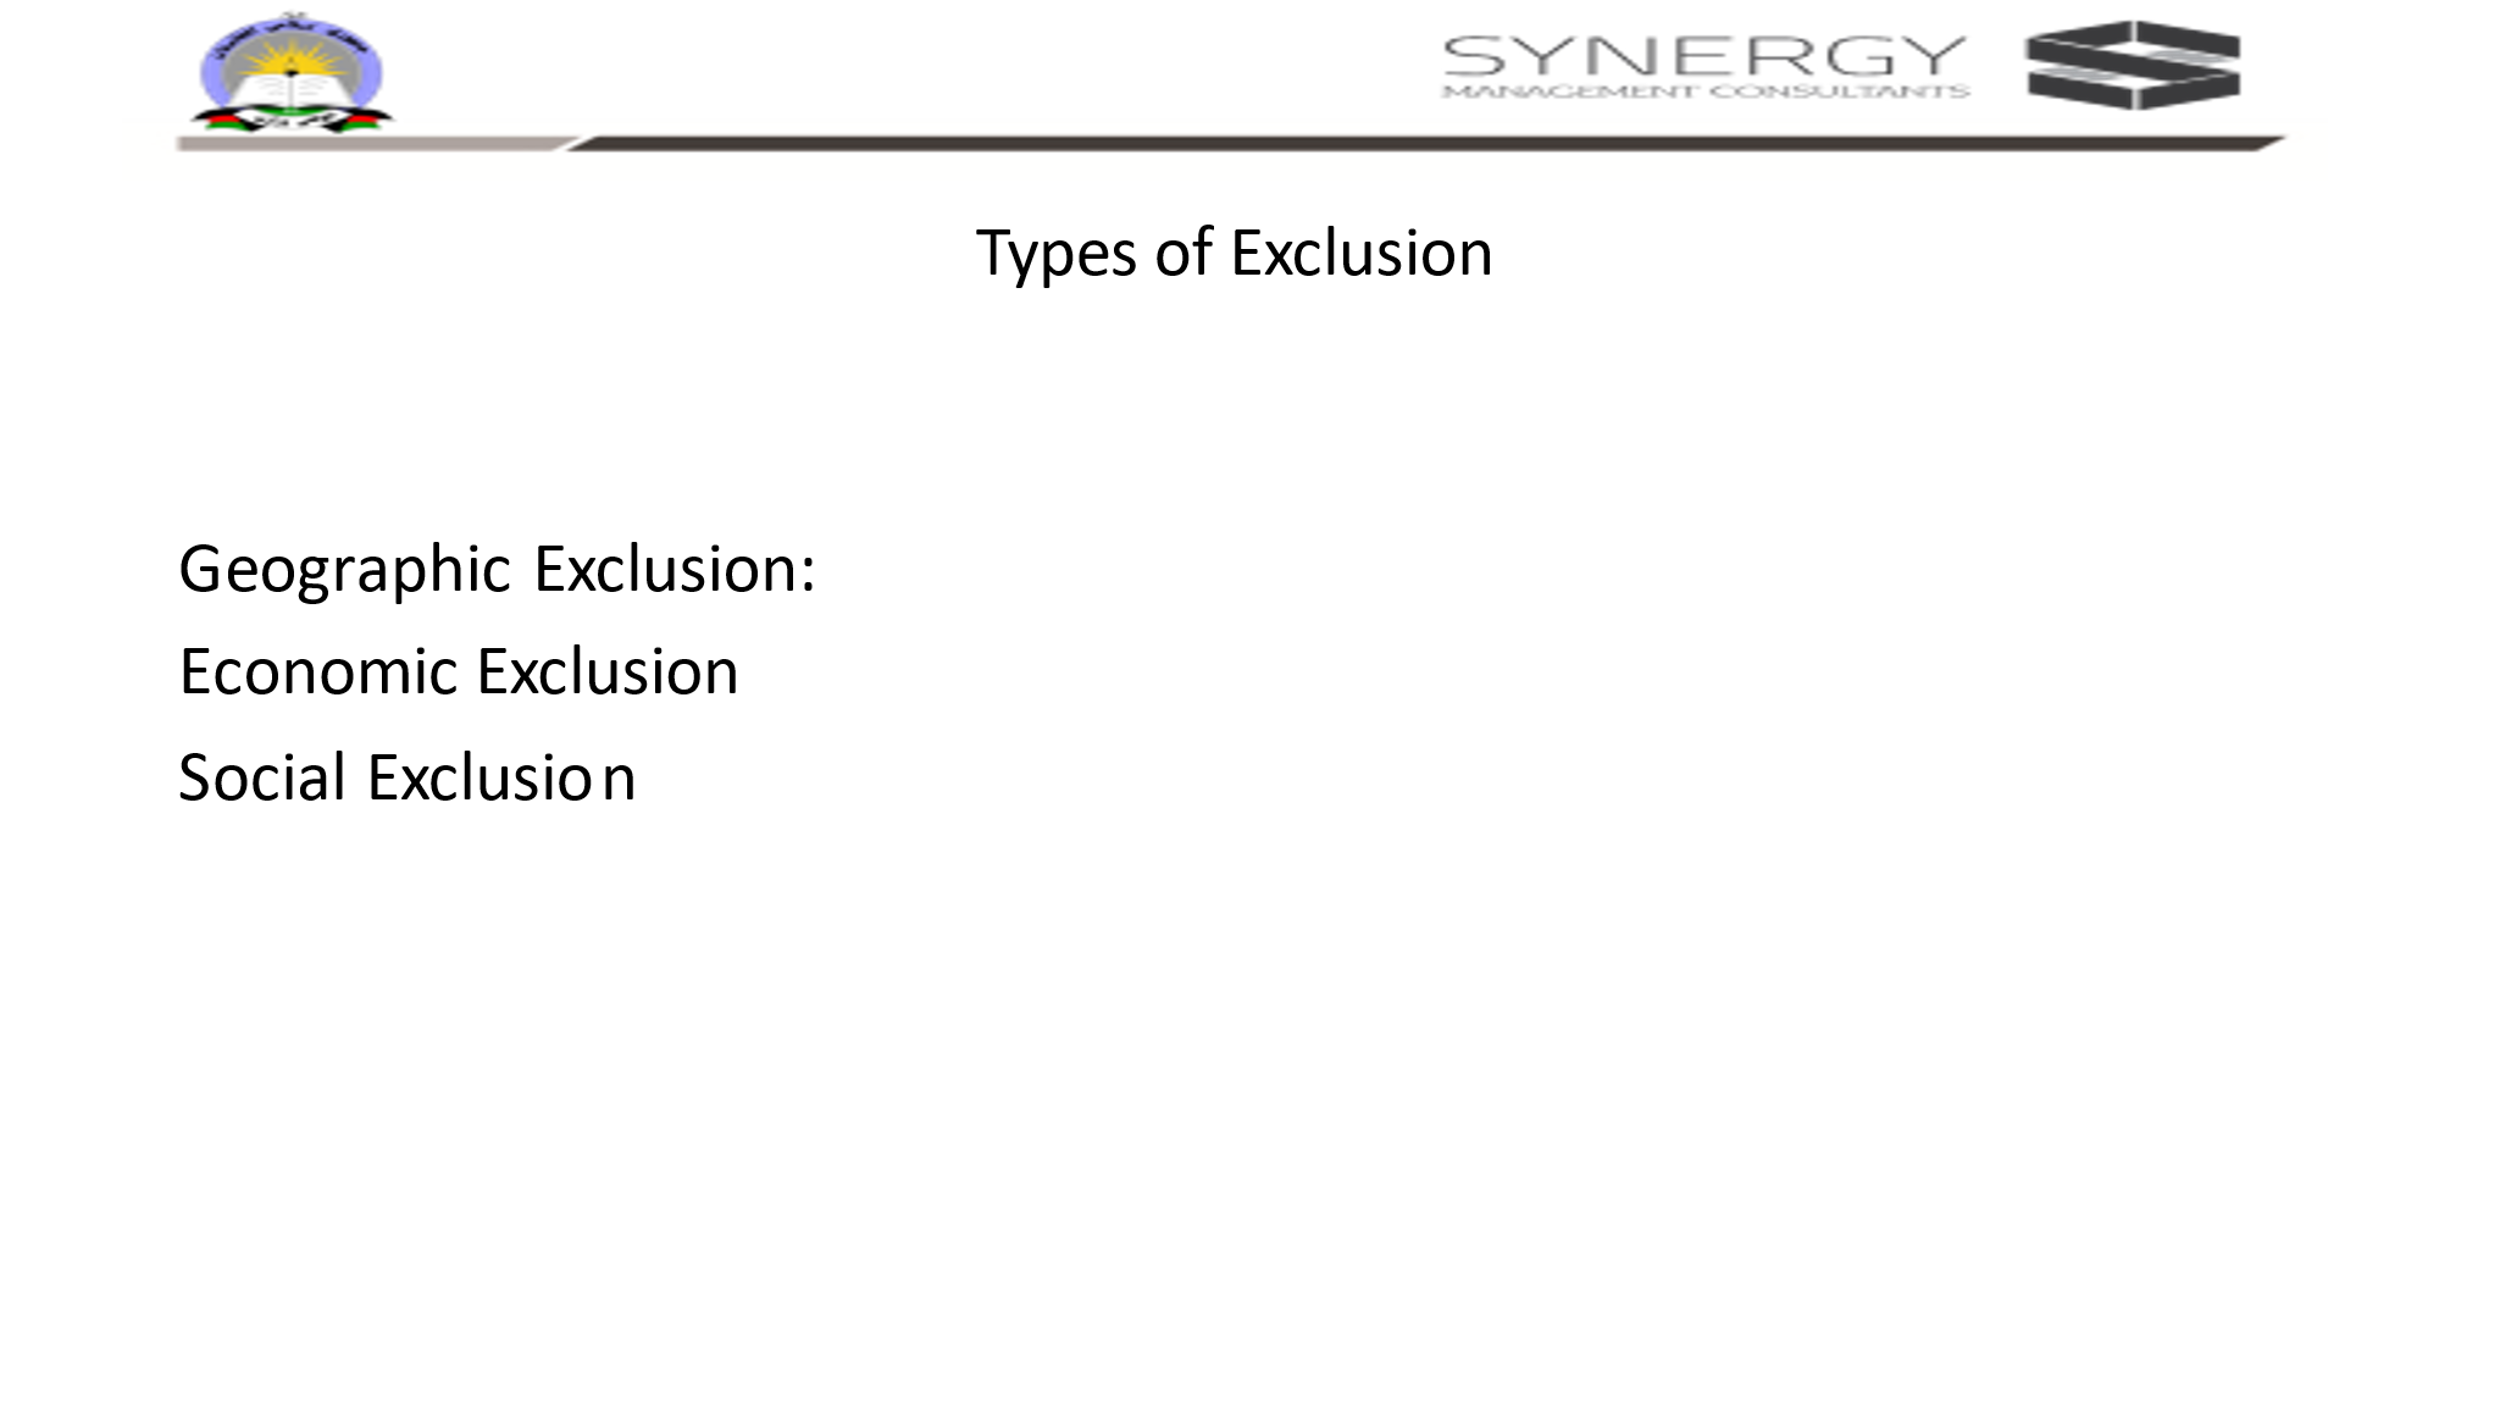 SYNERGY
MANAGEMENT CONSULTANTS
Types of Exclusion
Geographic Exclusion:
Economic Exclusion
Social Exclusion